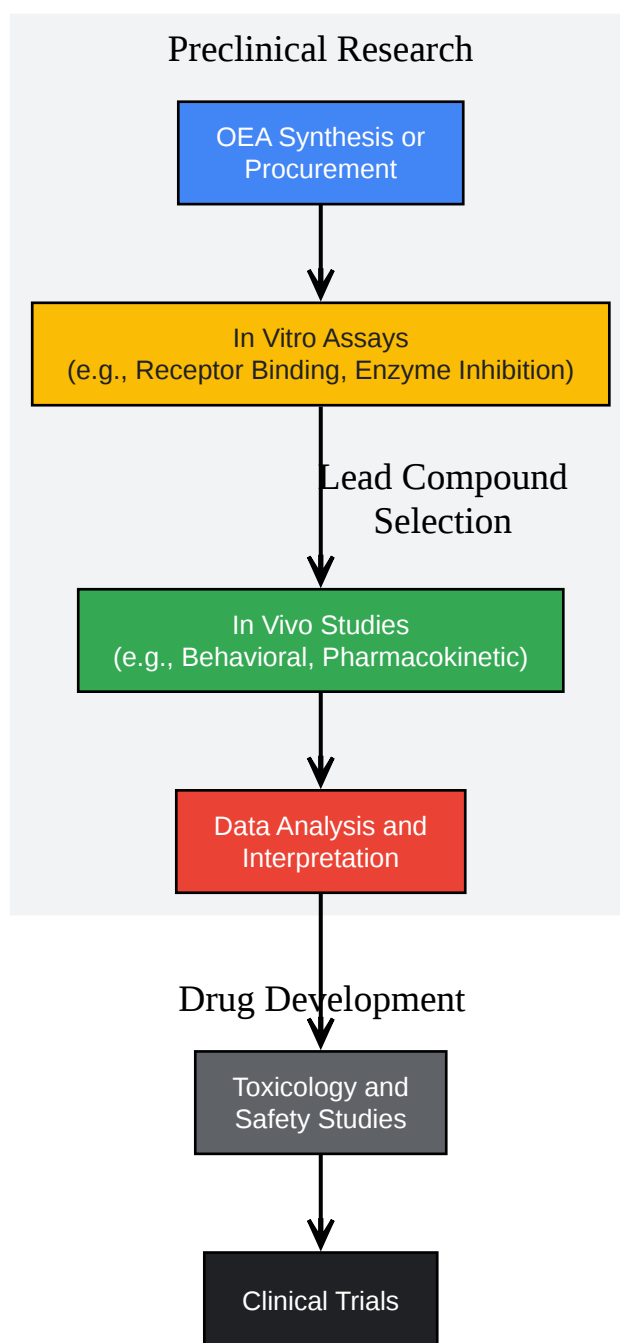 Preclinical Research
OEA Synthesis or
Procurement
In Vitro Assays
(e.g., Receptor Binding, Enzyme Inhibition)
Lead Compound
Selection
In Vivo Studies
(e.g., Behavioral, Pharmacokinetic)
Data Analysis and
Interpretation
Drug Development
Toxicology and
Safety Studies
Clinical Trials